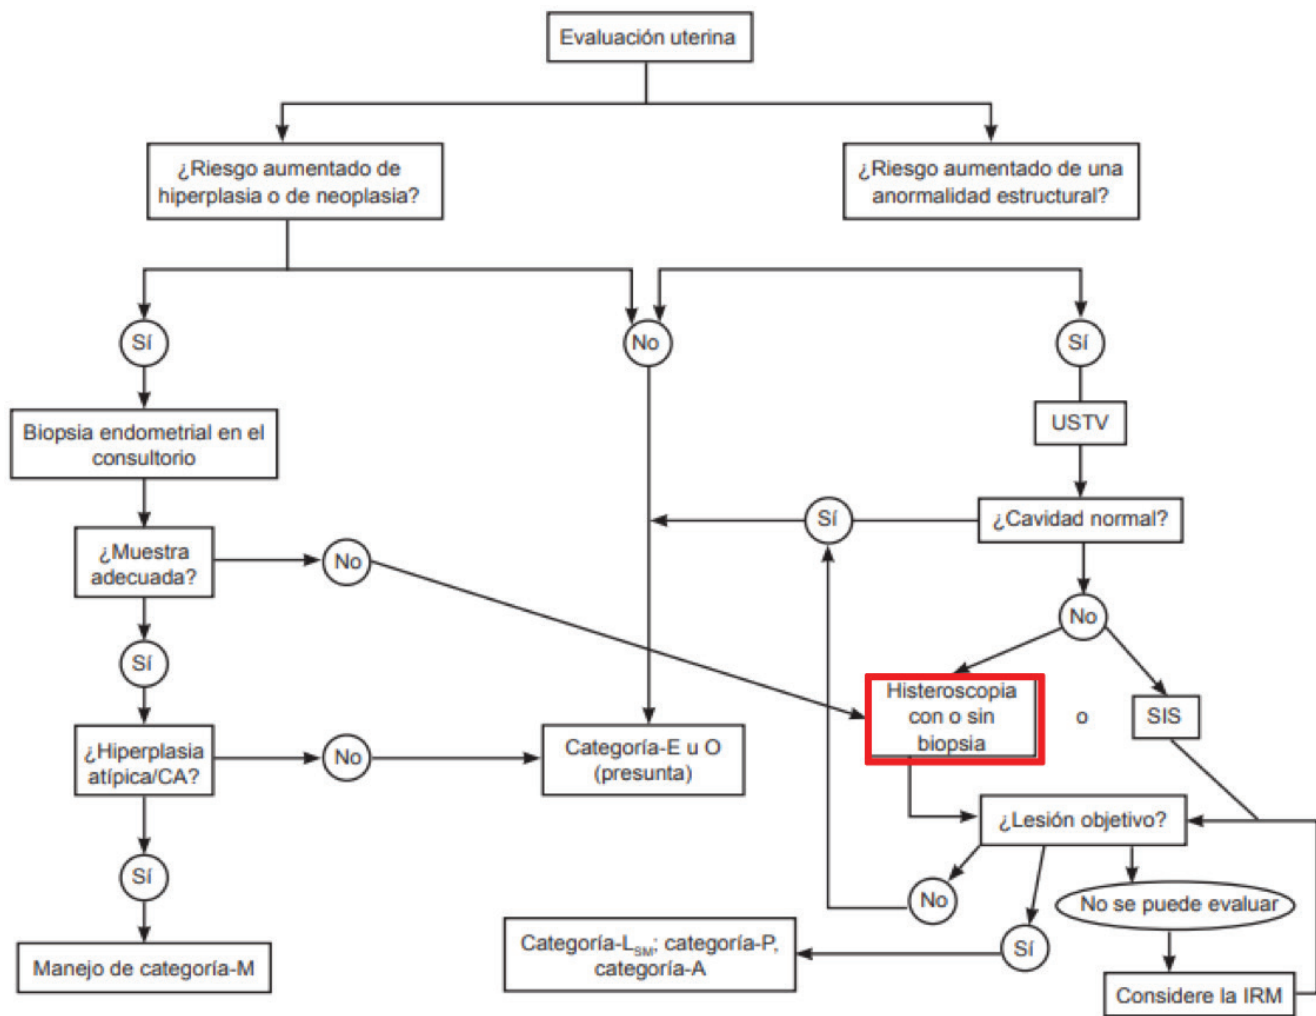 Evaluación uterina
¿Riesgo aumentado de
hiperplasia o de neoplasia?
¿Riesgo aumentado de una
anormalidad estructural?
Sí
No
Sí
Biopsia endometrial en el
consultorio
USTV
¿Cavidad normal?
Sí
¿Muestra
adecuada?
No
No
Sí
Histeroscopia
con o sin
biopsia
o
SIS
¿Hiperplasia
atípica/CA?
No
Categoría-E u O
(presunta)
¿Lesión objetivo?
Sí
No
No se puede evaluar
Sí
Categoría-LSM; categoría-P,
categoría-A
Manejo de categoría-M
Considere la IRM